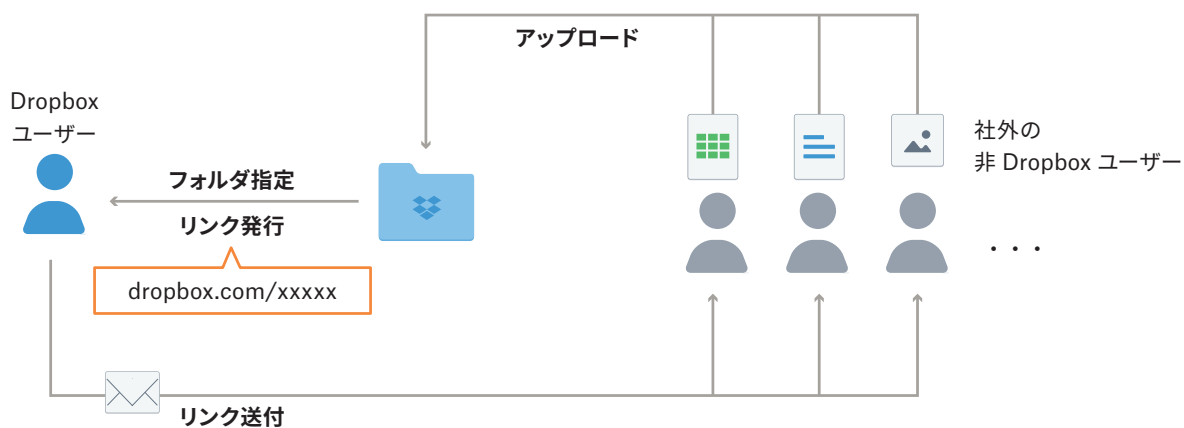 アップロード
Dropbox
ユーザー
社外の
非 Dropbox ユーザー
フォルダ指定
リンク発行
・・・
dropbox.com/xxxxx
リンク送付